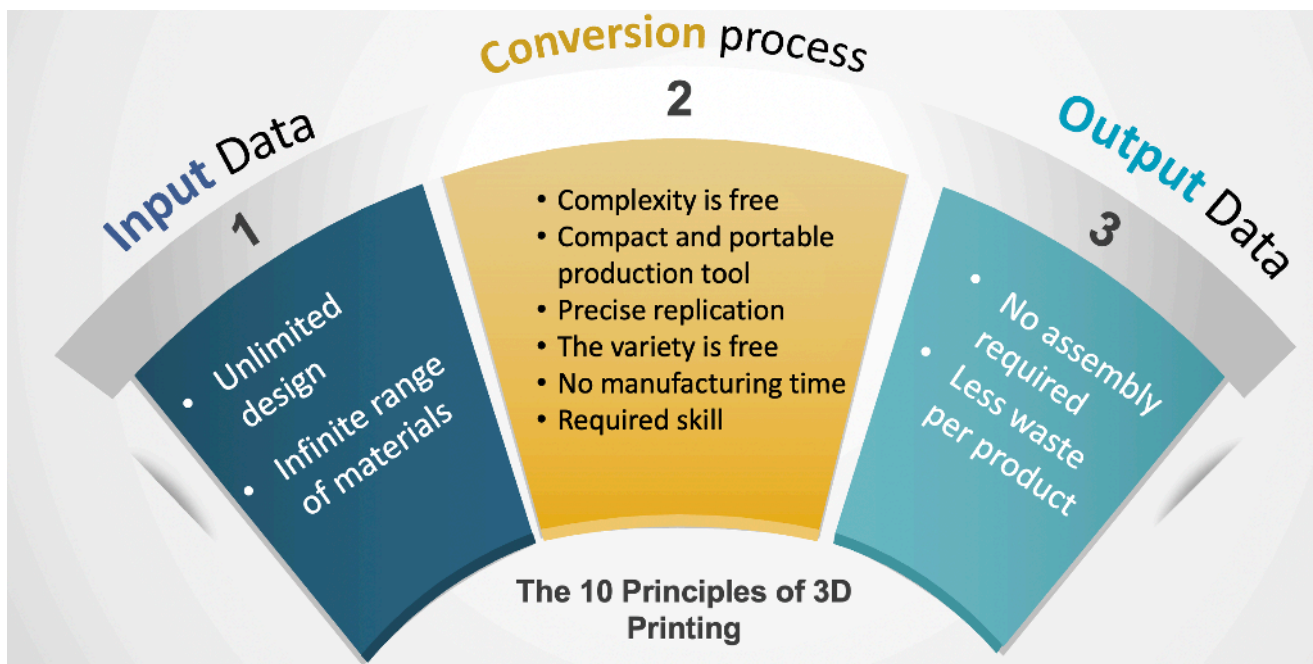 Input Data
1
• Unlimited
design
• Infinite range
of materials
Conversion process
2
• Complexity is free
• Compact and portable
production tool
• Precise replication
• The variety is free
• No manufacturing time
• Required skill
Output Data
3
• No assembly
required
• Less waste
per product
The 10 Principles of 3D
Printing